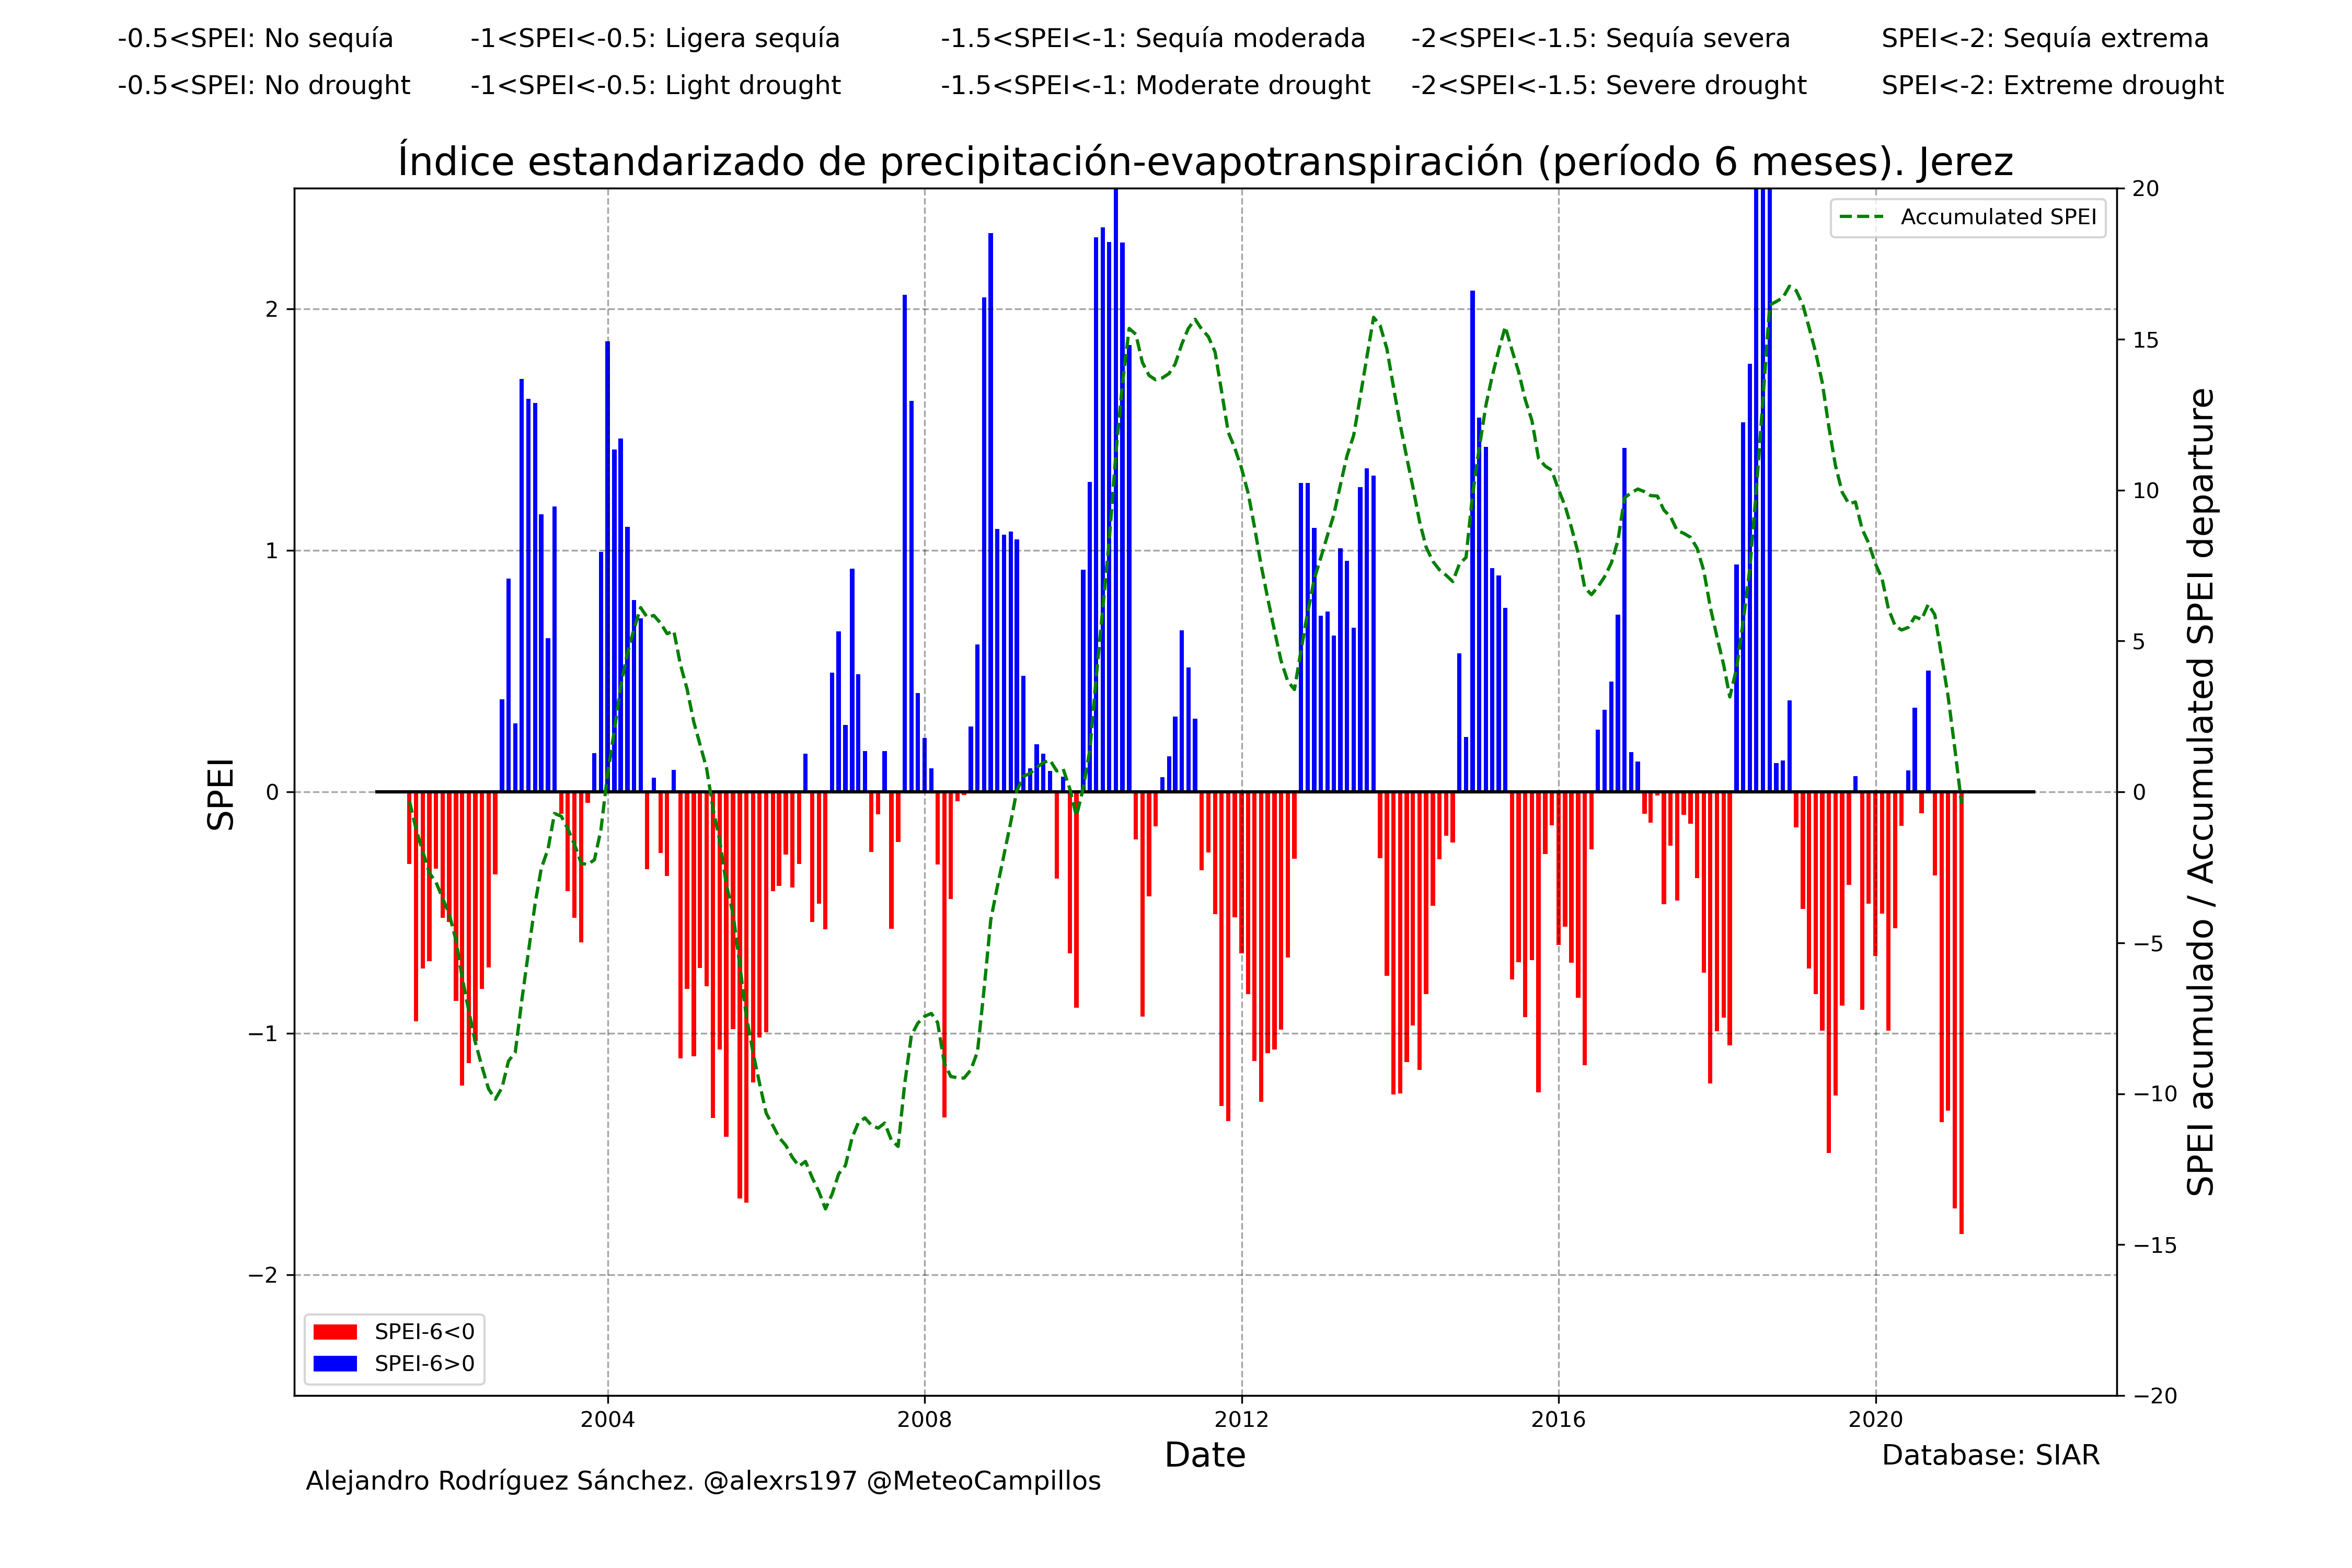 -0.5<SPEI: No sequía -1<SPEI<-0.5: Ligera sequía -1.5<SPEI<-1: Sequía moderada -2<SPEI<-1.5: Sequía severa SPEI<-2: Sequía extrema
-0.5<SPEI: No drought -1<SPEI<-0.5: Light drought -1.5<SPEI<-1: Moderate drought -2<SPEI<-1.5: Severe drought SPEI<-2: Extreme drought
Índice estandarizado de precipitación-evapotranspiración (período 6 meses). Jerez
Accumulated SPEI
SPEI
2
1
0
−1
−2
20
15
10
5
0
−5
−10
−15
−20
SPEI acumulado / Accumulated SPEI departure
SPEI-6<0
SPEI-6>0
2004 2008 2012 2016 2020
Date
Database: SIAR
Alejandro Rodríguez Sánchez. @alexrs197 @MeteoCampillos